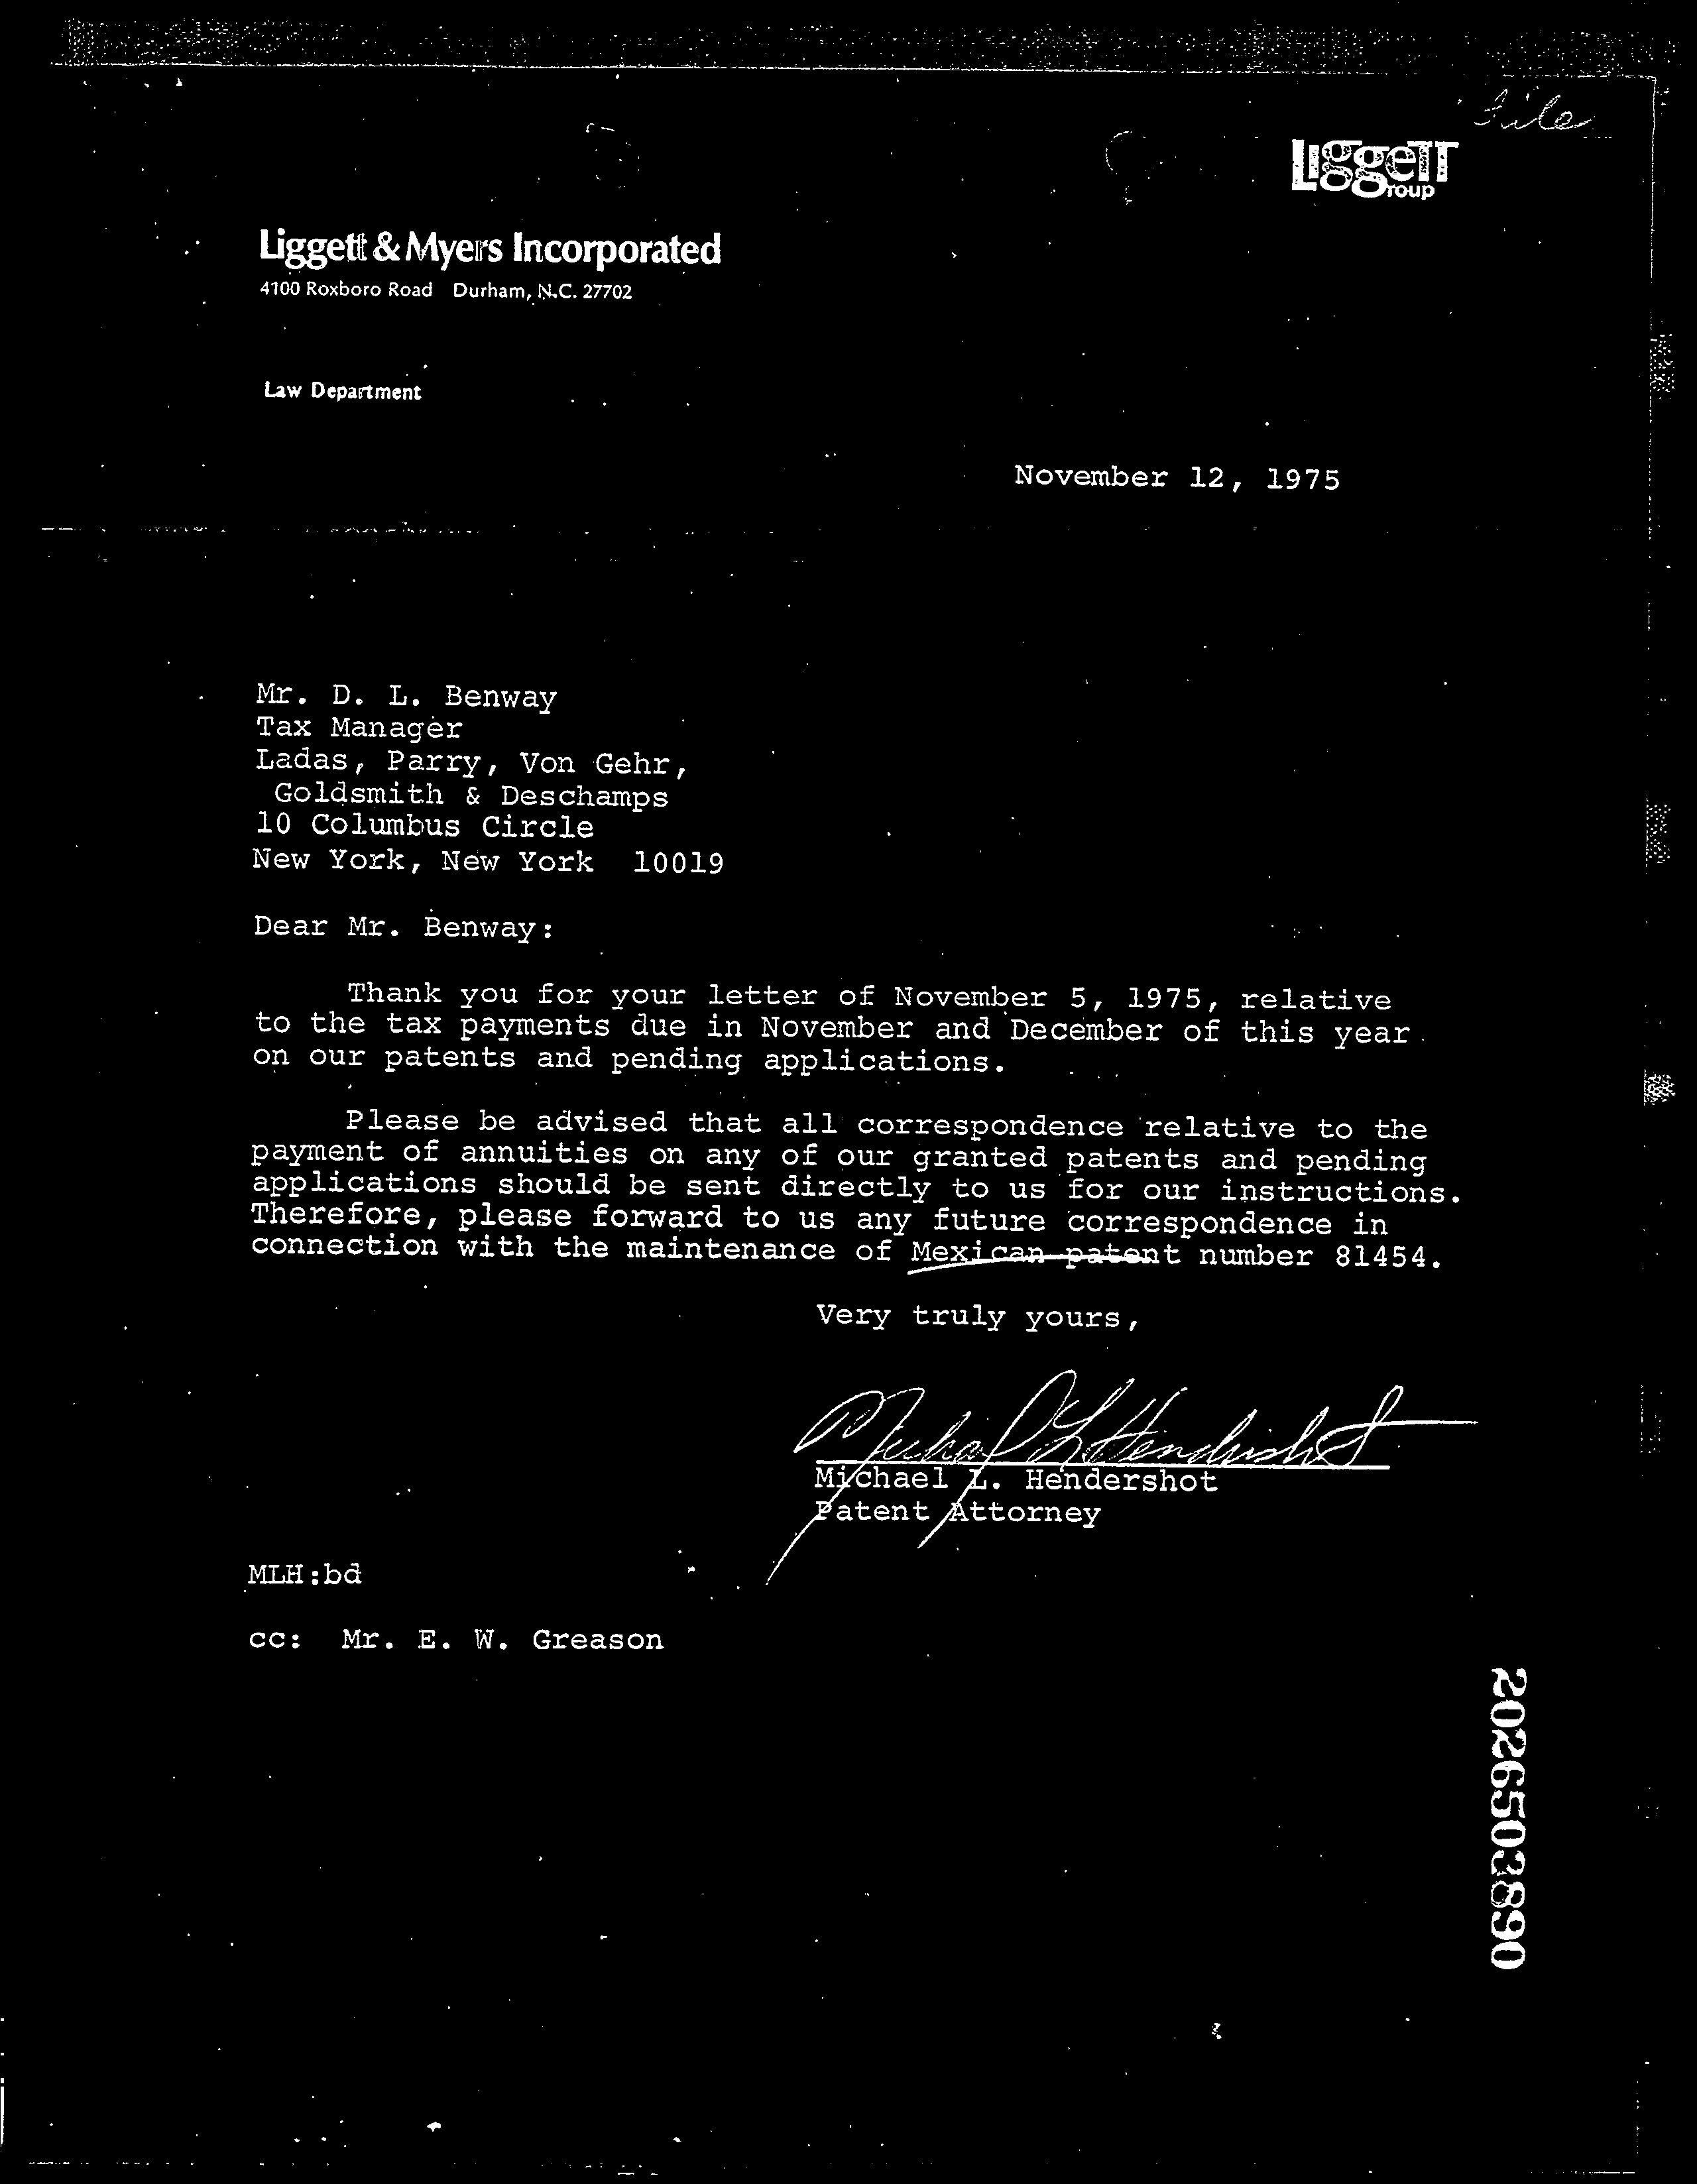 File
Liggett
Group
Liggett & Myers Incorporated
4100 Roxboro Road Durham, N.C. 27702
Law Department
November 12, 1975
Mr. D. L. Benway
Tax Manager
Ladas, Parry, Von Gehr,
Goldsmith & Deschamps
10 Columbus Circle
New York, New York 10019
Dear Mr. Benway:
Thank you for your letter of November 5, 1975, relative
to the tax payments due in November and December of this year
on our patents and pending applications.
Please be advised that all correspondence relative to the
payment of annuities on any of our granted patents and pending
applications should be sent directly to us for our instructions.
Therefore, please forward to us any future correspondence in
connection with the maintenance of Mexican patent number 81454.
Very truly yours,
Michael L Hendershot
Michael L. Hendershot
Patent Attorney
MLH:bd
cc: Mr. E. W. Greason
2026503890